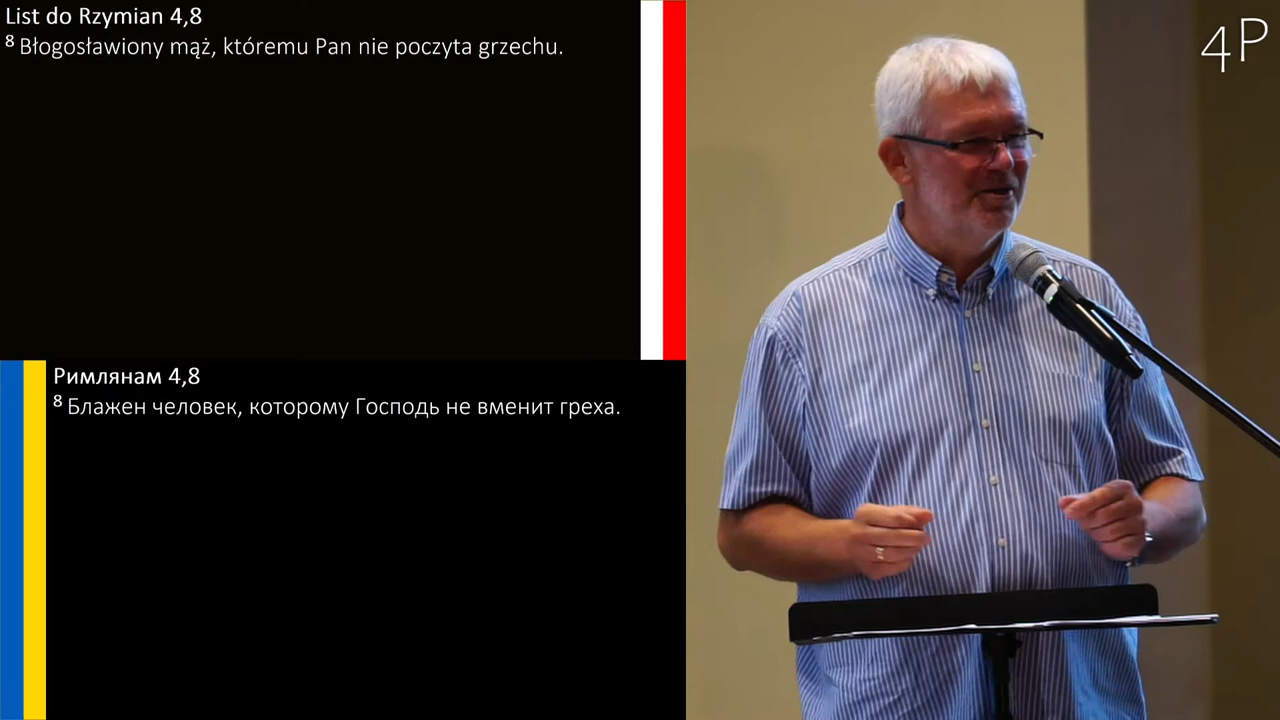 List do Rzymian 4,8
8 Błogosławiony mąż, któremu Pan nie poczyta grzechu.
4P
Римлянам 4,8
8 Блажен человек, которому Господь не вменит греха.